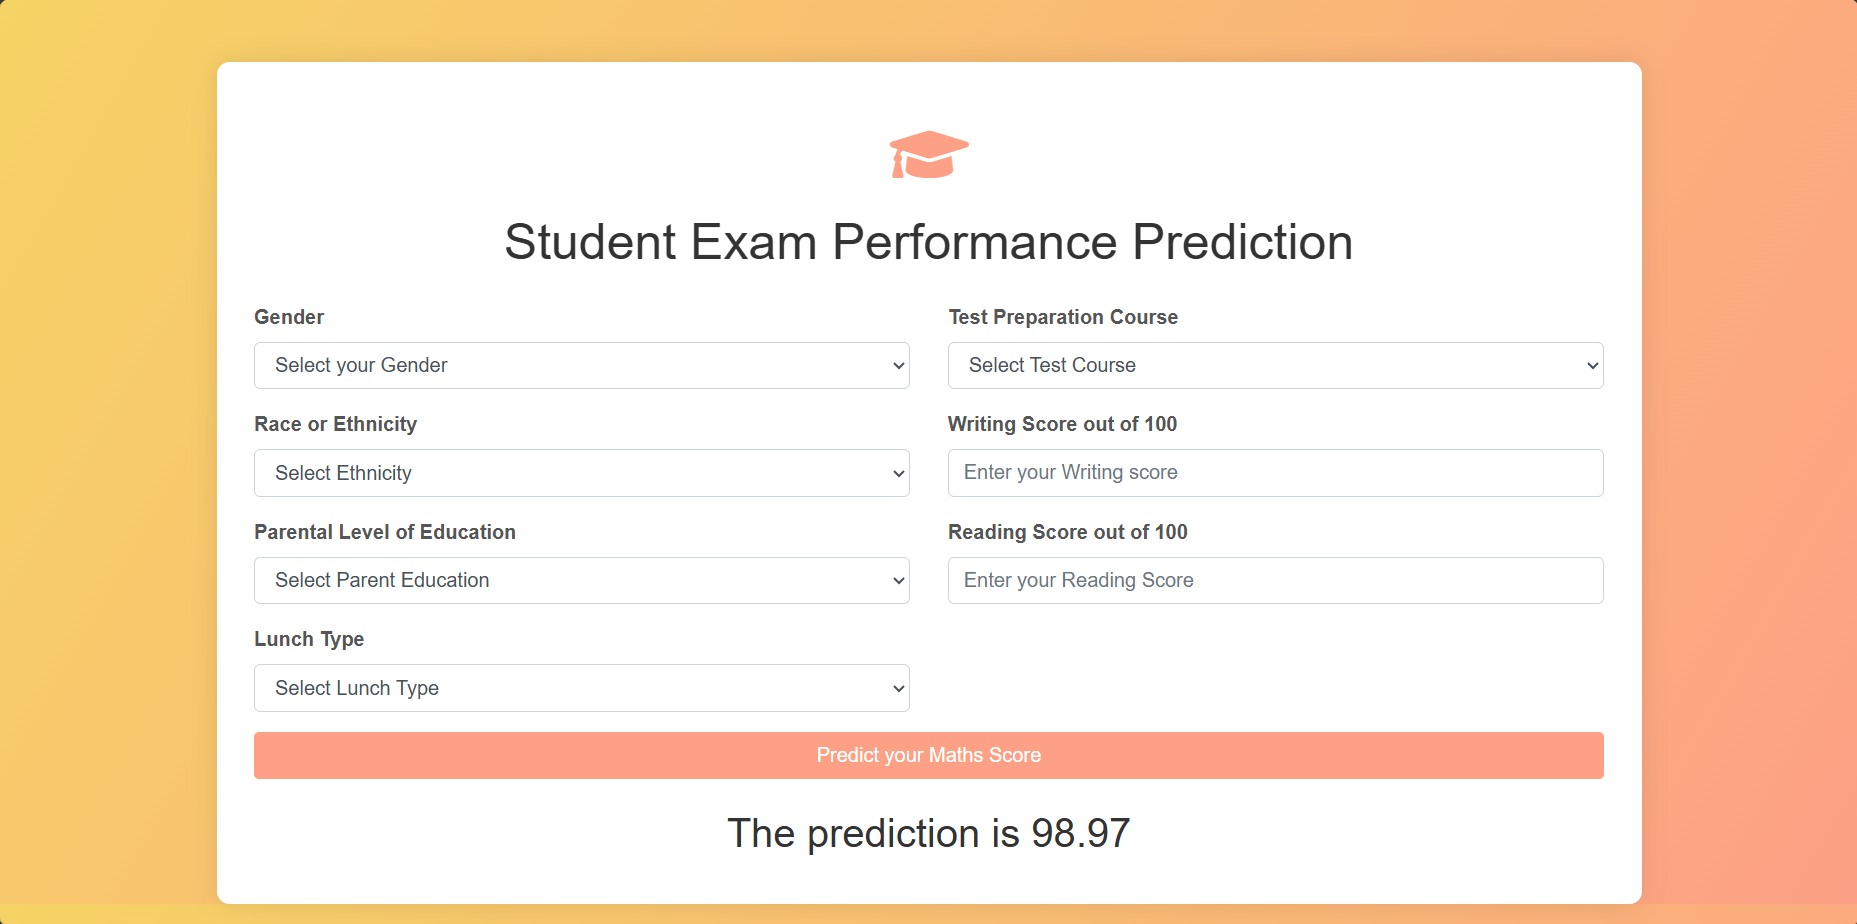 Student Exam Performance Prediction
Gender
Select your Gender
Race or Ethnicity
Select Ethnicity
Parental Level of Education
Select Parent Education
Lunch Type
Select Lunch Type
Test Preparation Course
Select Test Course
Writing Score out of 100
Enter your Writing score
Reading Score out of 100
Enter your Reading Score
Predict your Maths Score
The prediction is 98.97